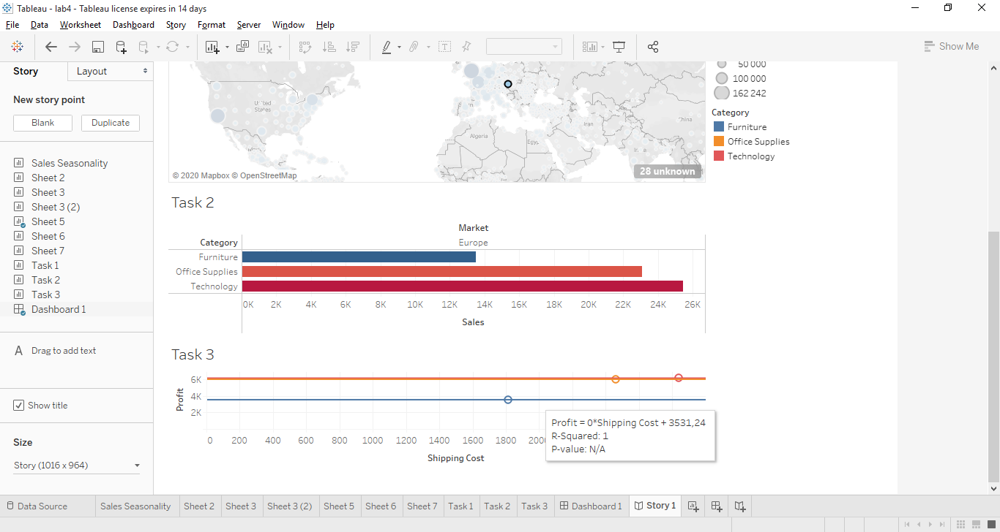 Tableau - lab4 - Tableau license expires in 14 days
File Data Worksheet Dashboard Story Format Server Window Help
Show Me
Story Layout
New story point
Blank Duplicate
Sales Seasonality
Sheet 2
Sheet 3
Sheet 3 (2)
Sheet 5
Sheet 6
Sheet 7
Task 1
Task 2
Task 3
Dashboard 1
A Drag to add text
Show title
Size
Story (1016 x 964)
United
States
Algeria
Egyp
Iran
China
© 2020 Mapbox © OpenStreetMap
28 unknown
50 000
100 000
162 242
Category
Furniture
Office Supplies
Technology
Task 2
Market
Category Europe
Furniture
Office Supplies
Technology
0K 2K 4K 6K 8K 10K 12K 14K 16K 18K 20K 22K 24K 26K
Sales
Task 3
Profit
6K
4K
2K
0 200 400 600 800 1000 1200 1400 1600 1800
Shipping Cost
Profit = 0*Shipping Cost + 3531,24
R-Squared: 1
P-value: N/A
Data Source Sales Seasonality Sheet 2 Sheet 3 Sheet 3 (2) Sheet 5 Sheet 6 Sheet 7 Task 1 Task 2 Task 3 Dashboard 1 Story 1